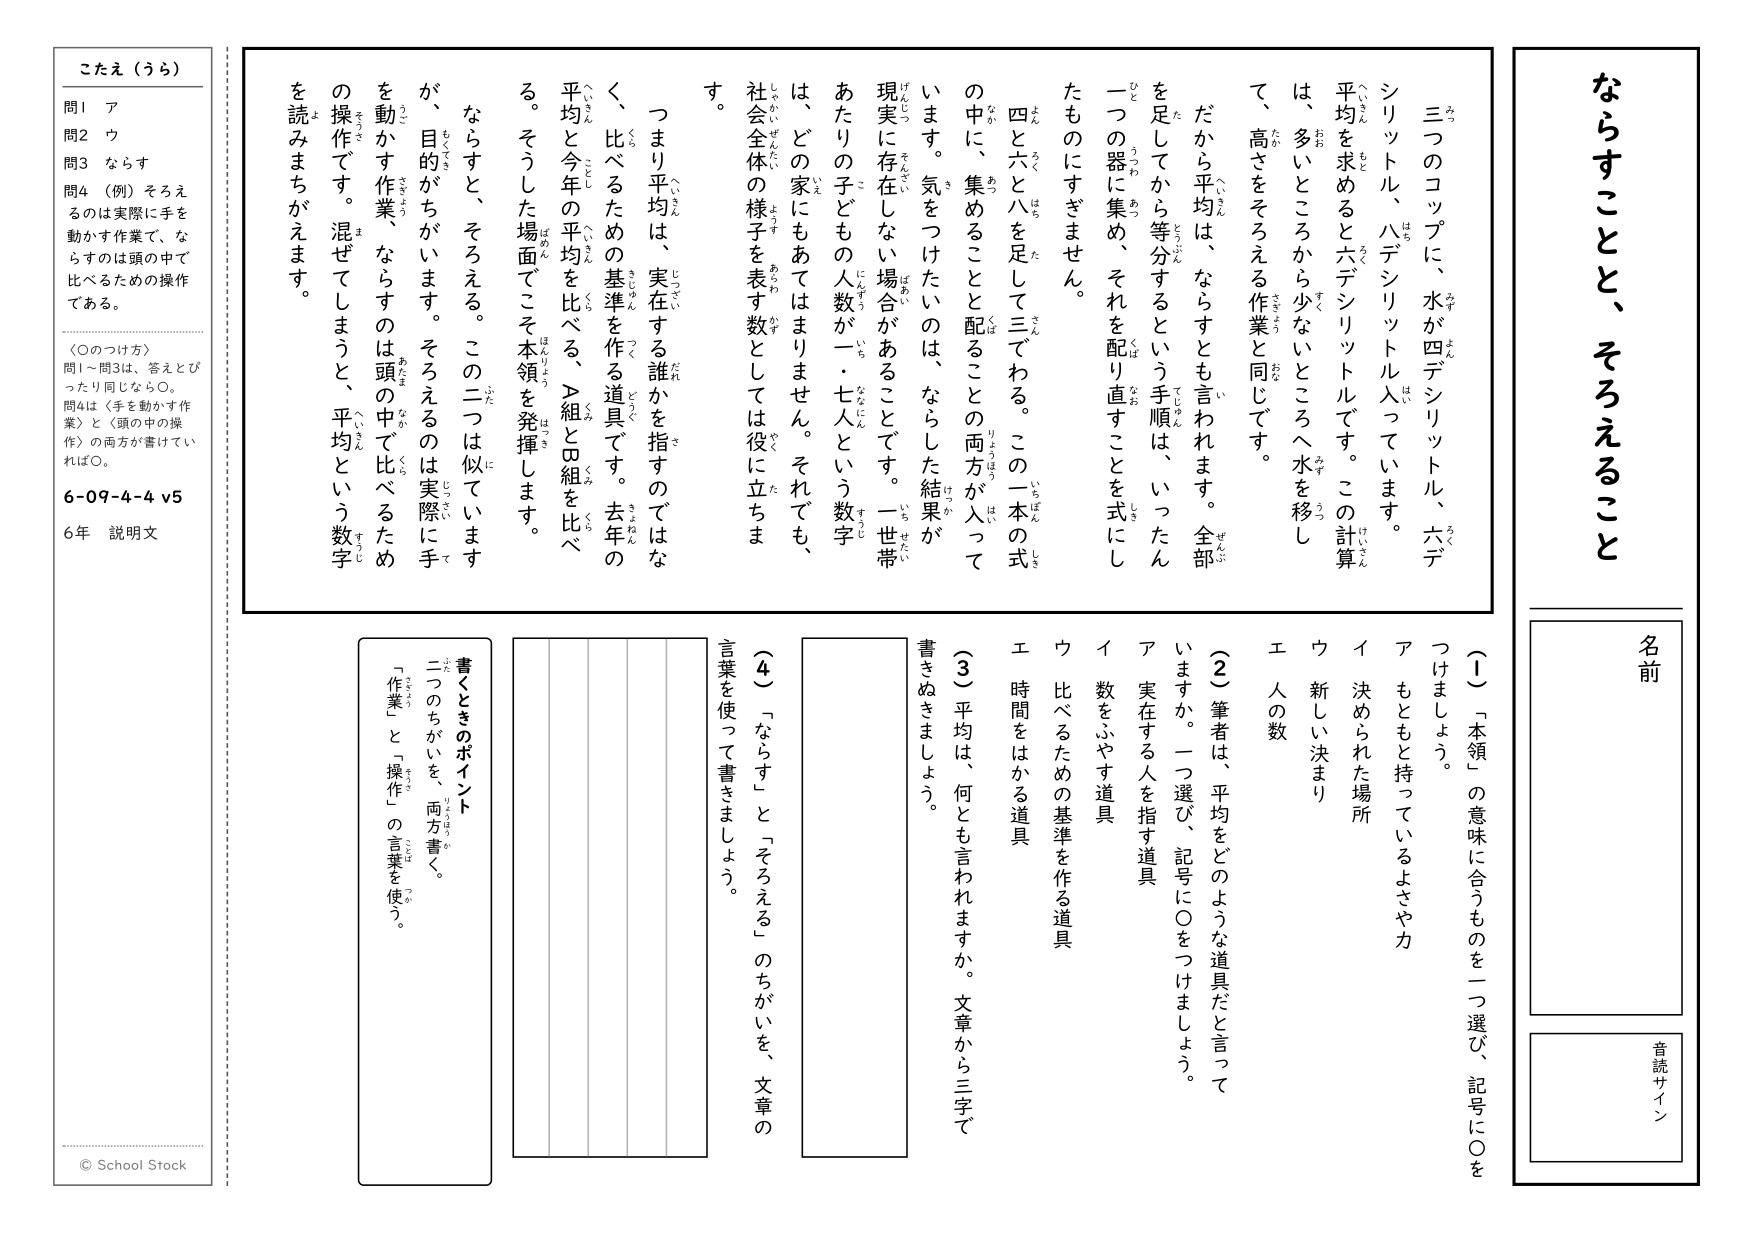 ならすことと、そろえること
名前
音読サイン
三つのコップに、水が四デシリットル、六デ
シリットル、八デシリットル入っています。
平均を求めると六デシリットルです。この計算
は、多いところから少ないところへ水を移し
て、高さをそろえる作業と同じです。
だから平均は、ならすとも言われます。全部
を足してから等分するという手順は、いったん
一つの器に集め、それを配り直すことを式にし
たものにすぎません。
四と六と八を足して三でわる。この一本の式
の中に、集めることと配ることの両方が入って
います。気をつけたいのは、ならした結果が
現実に存在しない場合があることです。一世帯
あたりの子どもの人数が一・七人という数字
は、どの家にもあてはまりません。それでも、
社会全体の様子を表す数としては役に立ちま
す。
つまり平均は、実在する誰かを指すのではな
く、比べるための基準を作る道具です。去年の
平均と今年の平均を比べる、A組とB組を比べ
る。そうした場面でこそ本領を発揮します。
ならすと、そろえる。この二つは似ています
が、目的がちがいます。そろえるのは実際に手
を動かす作業、ならすのは頭の中で比べるため
の操作です。混ぜてしまうと、平均という数字
を読みまちがえます。
(1)「本領」の意味に合うものを一つ選び、記号に〇を
つけましょう。
ア　もともと持っているよさや力
イ　決められた場所
ウ　新しい決まり
エ　人の数
(2)筆者は、平均をどのような道具だと言って
いますか。一つ選び、記号に〇をつけましょう。
ア　実在する人を指す道具
イ　数をふやす道具
ウ　比べるための基準を作る道具
エ　時間をはかる道具
(3)平均は、何とも言われますか。文章から三字で
書きぬきましょう。
(4)「ならす」と「そろえる」のちがいを、文章の
言葉を使って書きましょう。
書くときのポイント
二つのちがいを、両方書く。
「作業」と「操作」の言葉を使う。
こたえ（うら）
問1　ア
問2　ウ
問3　ならす
問4　（例）そろえ
るのは実際に手を
動かす作業で、な
らすのは頭の中で
比べるための操作
である。
〈〇のつけ方〉
問1〜問3は、答えとぴ
ったり同じなら〇。
問4は〈手を動かす作
業〉と〈頭の中の操
作〉の両方が書けてい
れば〇。
6-09-4-4 v5
6年　説明文
© School Stock